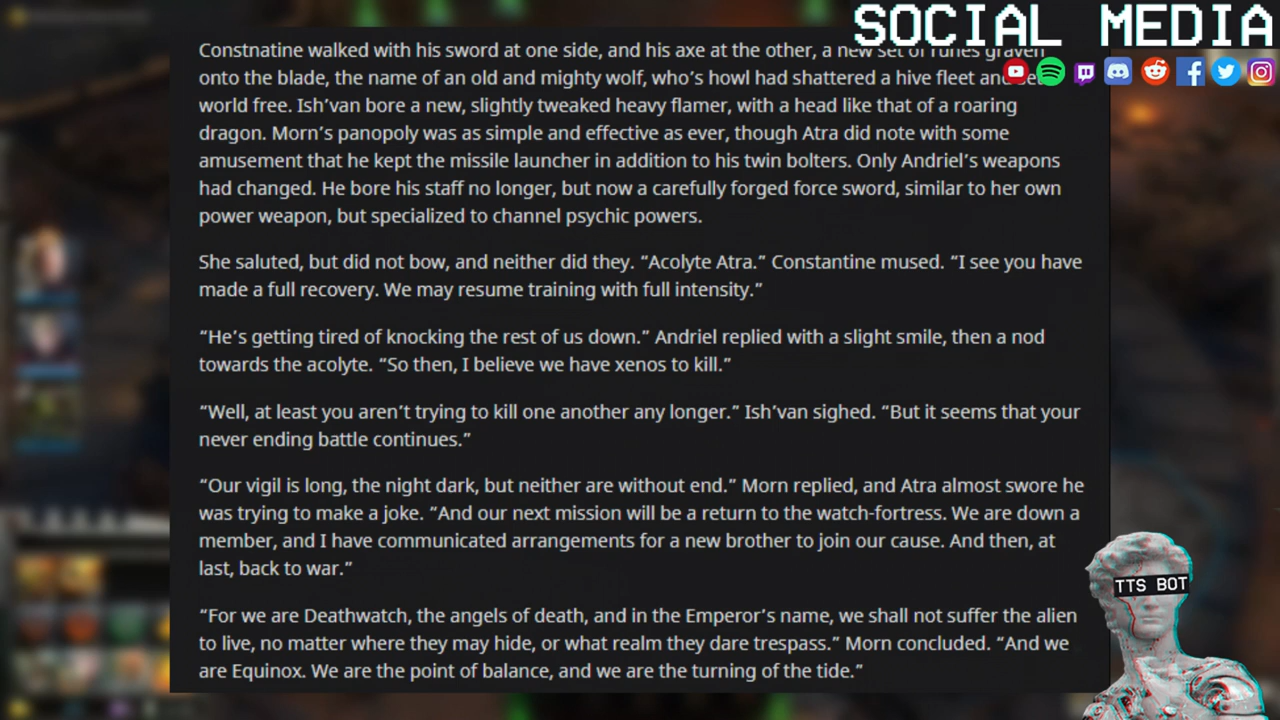 SOCIAL MEDIA
Constnatine walked with his sword at one side, and his axe at the other, a new set of runes graven
onto the blade, the name of an old and mighty wolf, who's howl had shattered a hive fleet and
world free. Ish'van bore a new, slightly tweaked heavy flamer, with a head like that of a roaring
dragon. Morn's panopoly was as simple and effective as ever, though Atra did note with some
amusement that he kept the missile launcher in addition to his twin bolters. Only Andriel's weapons
had changed. He bore his staff no longer, but now a carefully forged force sword, similar to her own
power weapon, but specialized to channel psychic powers.
She saluted, but did not bow, and neither did they. “Acolyte Atra.” Constantine mused. “I see you have
made a full recovery. We may resume training with full intensity.”
“He's getting tired of knocking the rest of us down.” Andriel replied with a slight smile, then a nod
towards the acolyte. “So then, I believe we have xenos to kill.”
“Well, at least you aren't trying to kill one another any longer.” Ish'van sighed. “But it seems that your
never ending battle continues.”
“Our vigil is long, the night dark, but neither are without end.” Morn replied, and Atra almost swore he
was trying to make a joke. “And our next mission will be a return to the watch-fortress. We are down a
member, and I have communicated arrangements for a new brother to join our cause. And then, at
last, back to war.”
“For we are Deathwatch, the angels of death, and in the Emperor's name, we shall not suffer the alien
to live, no matter where they may hide, or what realm they dare trespass.” Morn concluded. “And we
are Equinox. We are the point of balance, and we are the turning of the tide.”
TTS BOT